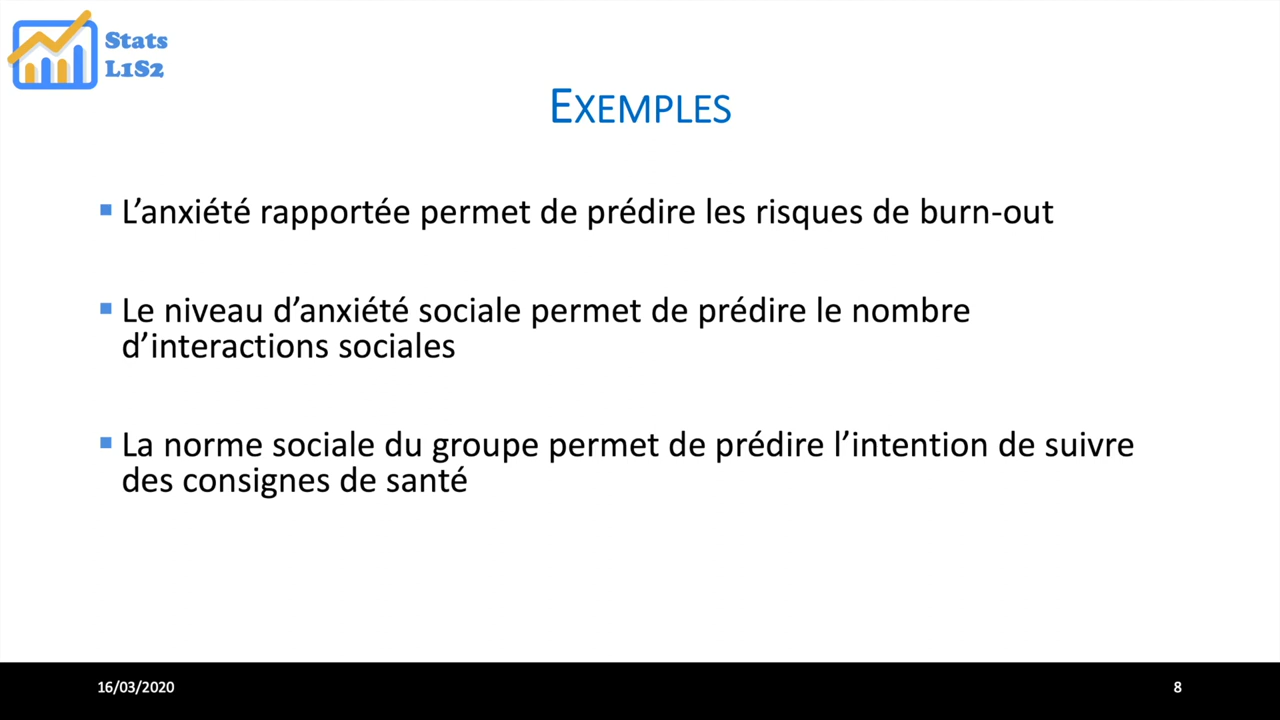 Stats
L1S2
EXEMPLES
L’anxiété rapportée permet de prédire les risques de burn-out
Le niveau d’anxiété sociale permet de prédire le nombre
d’interactions sociales
La norme sociale du groupe permet de prédire l’intention de suivre
des consignes de santé
16/03/2020
8